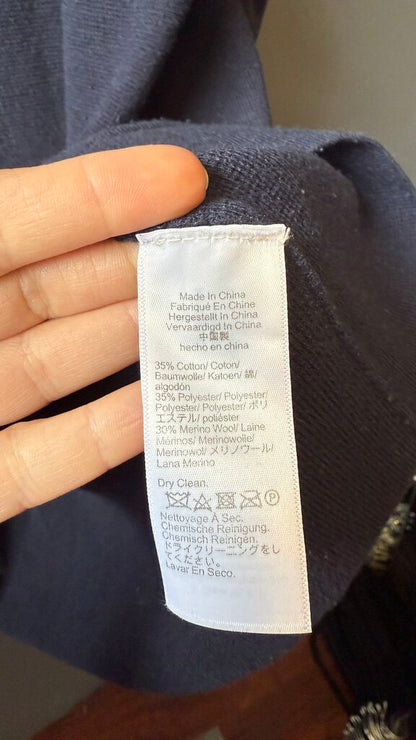 Made In China
Fabriqué En Chine
Hergestellt In China
Vervaardigd In China
中国製
hecho en china
35% Cotton/ Coton/
Baumwolle/ Katoen/ 綿/
algodón
35% Polyester/ Polyester/
Polyester/ Polyester/ ポリ
エステル/ poliéster
30% Merino Wool/ Laine
Mérinos/ Merinowolle/
Merinowol/ メリノウール/
Lana Merino
Dry Clean.
P
Nettoyage À Sec.
Chemische Reinigung.
Chemisch Reinigen.
ドライクリーニングをし
てください。
Lavar En Seco.